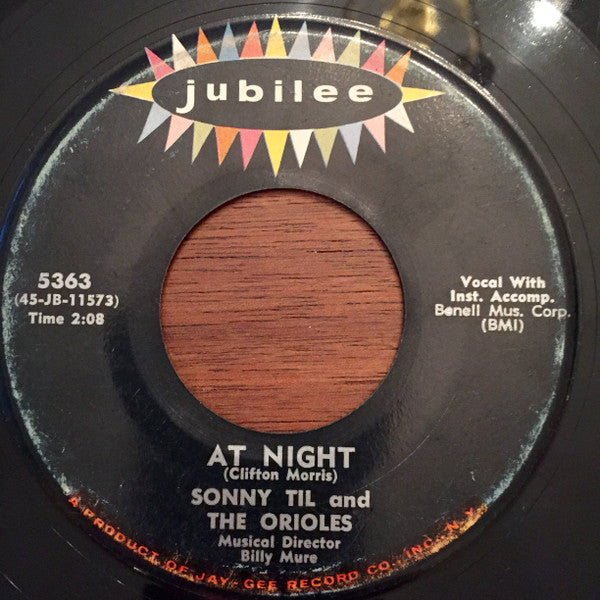 jubilee
5363
(45-JB-11573)
Time 2:08
Vocal With
Inst. Accomp.
Benell Mus. Corp.
(BMI)
AT NIGHT
(Clifton Morris)
SONNY TIL and
THE ORIOLES
Musical Director
Billy Mure
A PRODUCT OF JAY-GEE RECORD CO., INC., N.Y.